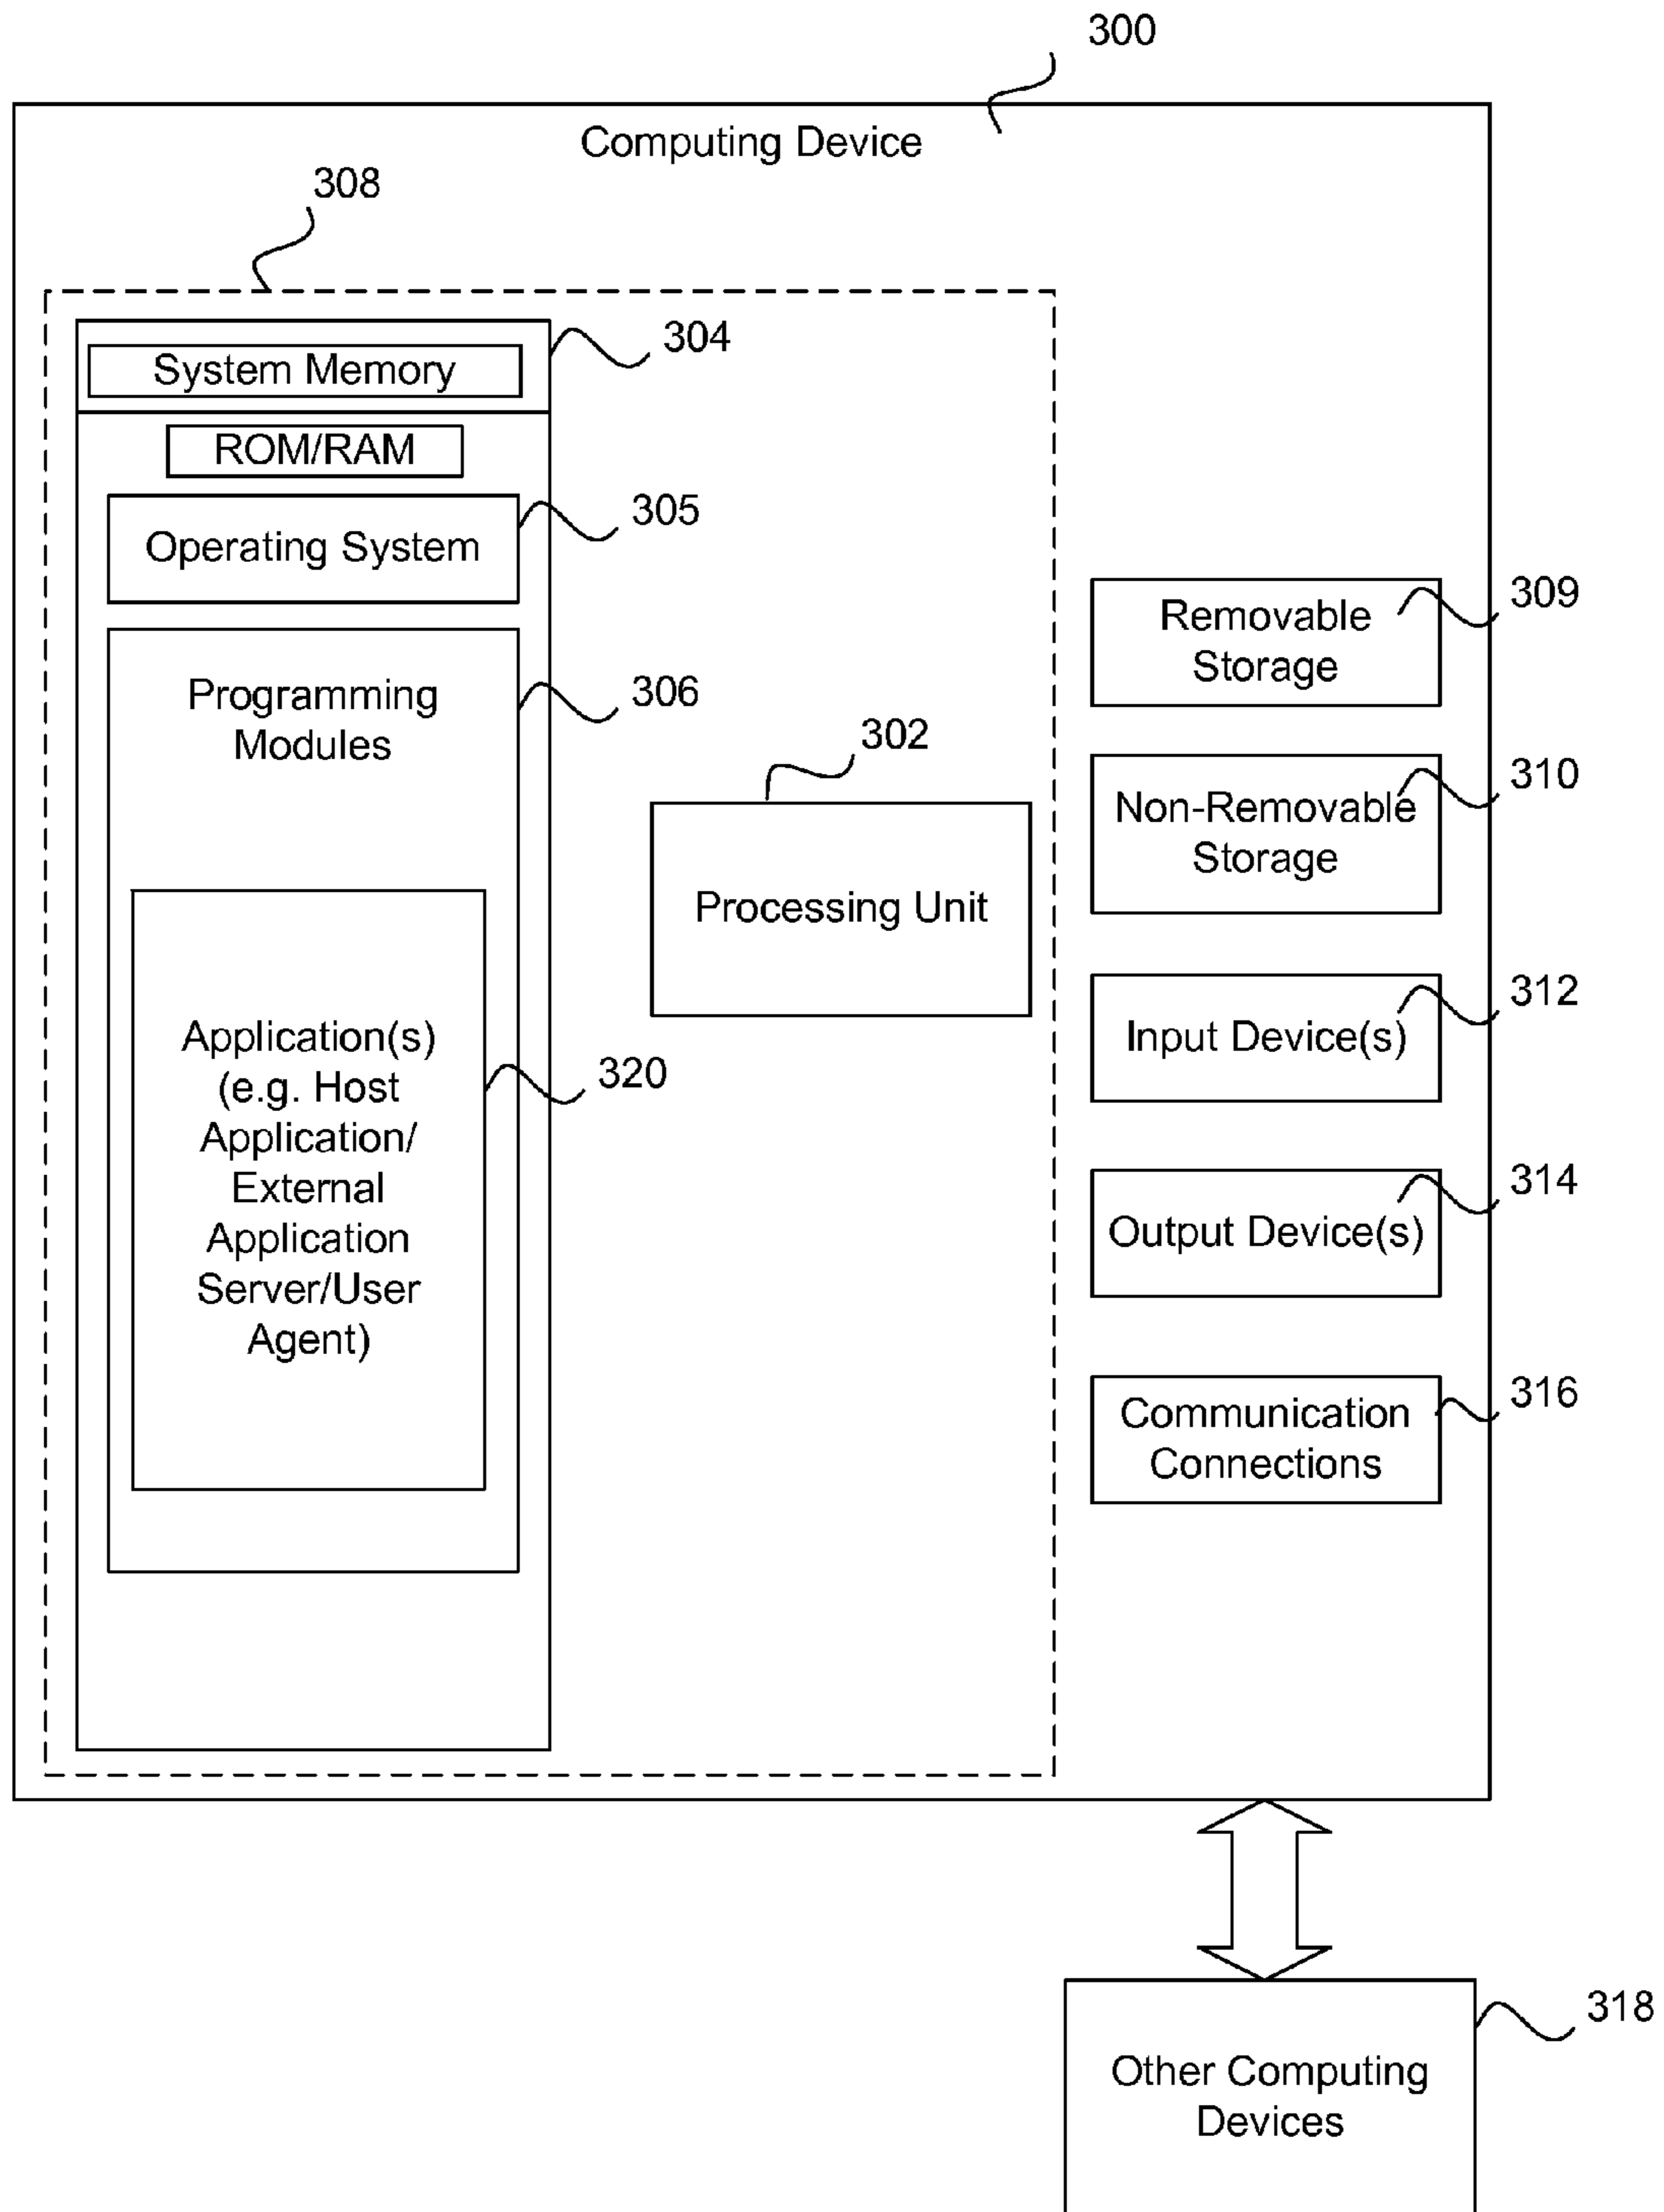 300
Computing Device
308
304
System Memory
ROM/RAM
305
Operating System
306
Programming
Modules
302
Processing Unit
Application(s)
(e.g. Host
Application/
External
Application
Server/User
Agent)
320
309
Removable
Storage
310
Non-Removable
Storage
312
Input Device(s)
314
Output Device(s)
316
Communication
Connections
318
Other Computing
Devices